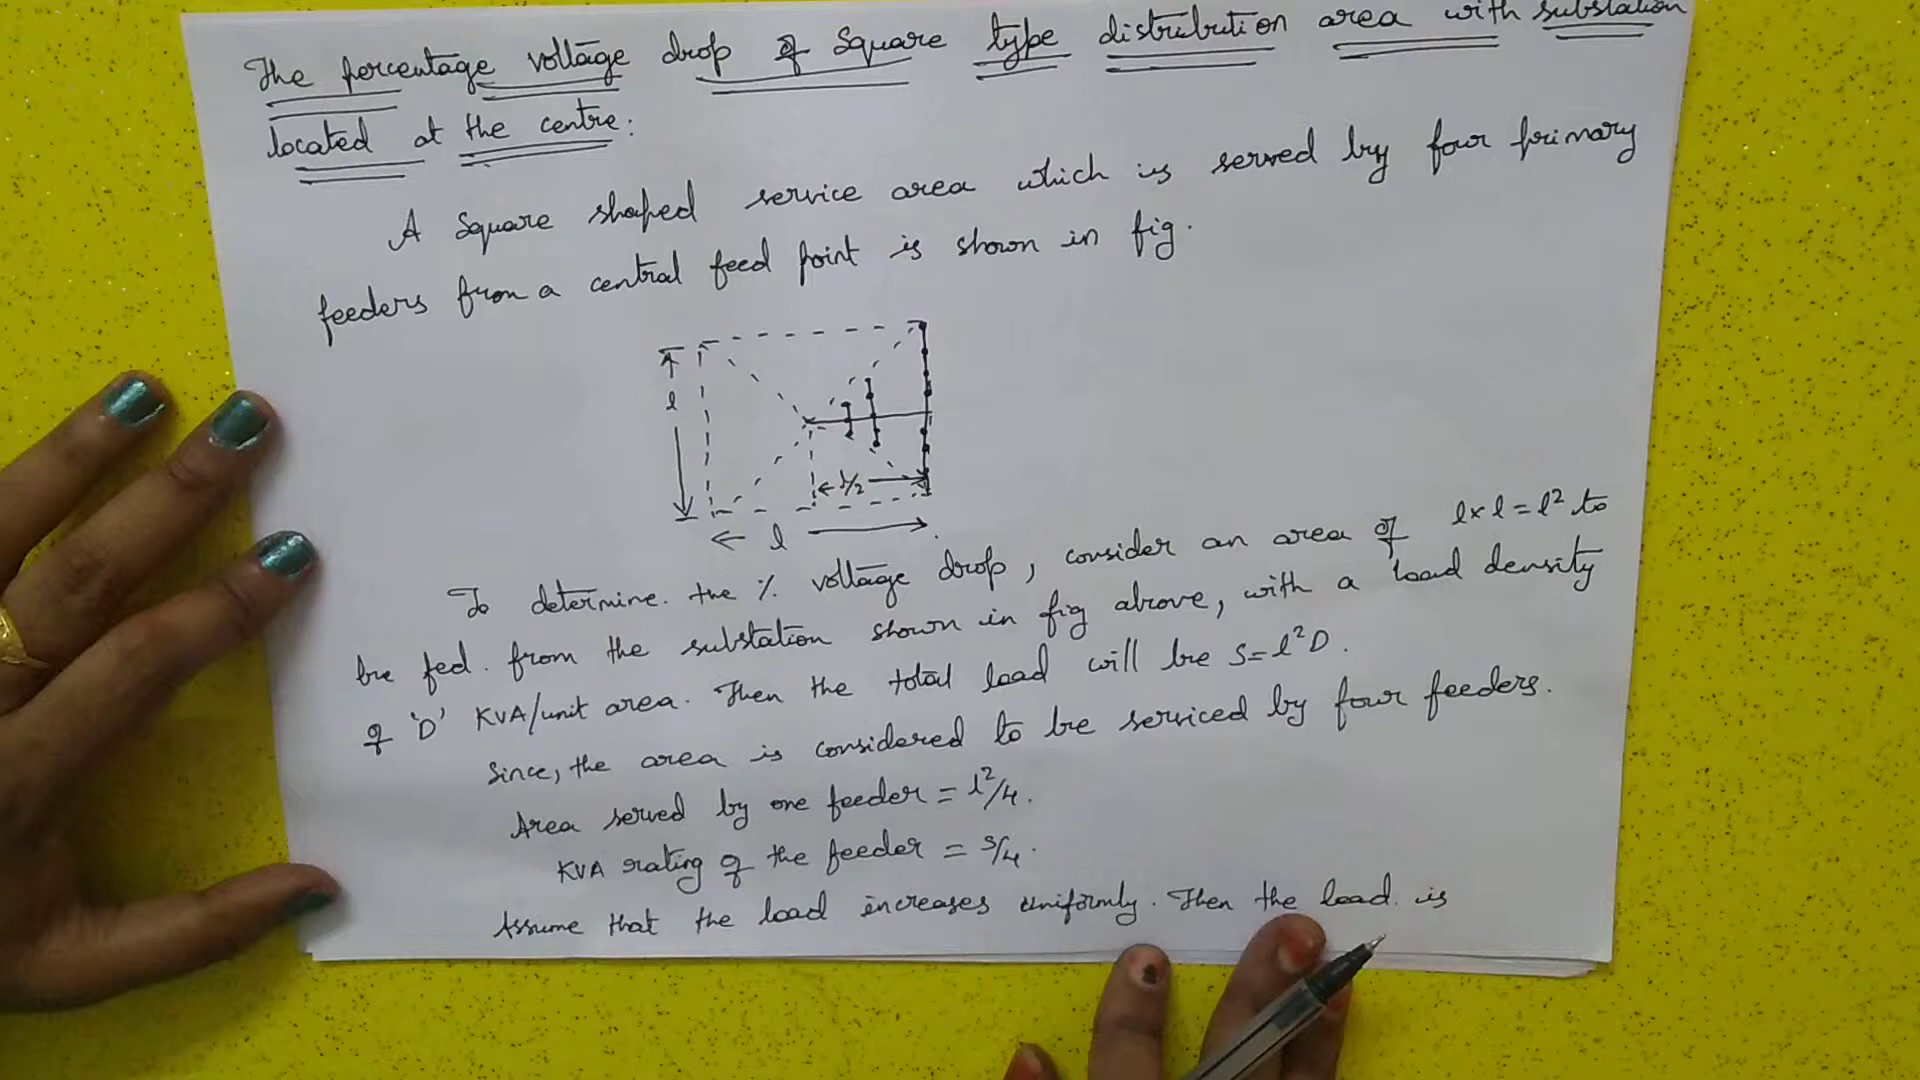 The percentage voltage drop of Square type distribution area with substation
located at the centre:
A Square shaped service area which is served by four primary
feeders from a central feed point is shown in fig.
l
l/2
l
To determine. the % voltage drop, consider an area of l×l=l² to
be fed. from the substation shown in fig above, with a load density
of 'D' KVA/unit area. Then the total load will be S=l²D.
Since, the area is considered to be serviced by four feeders.
Area served by one feeder = l²/4.
KVA rating of the feeder = S/4.
Assume that the load increases uniformly. Then the load. is